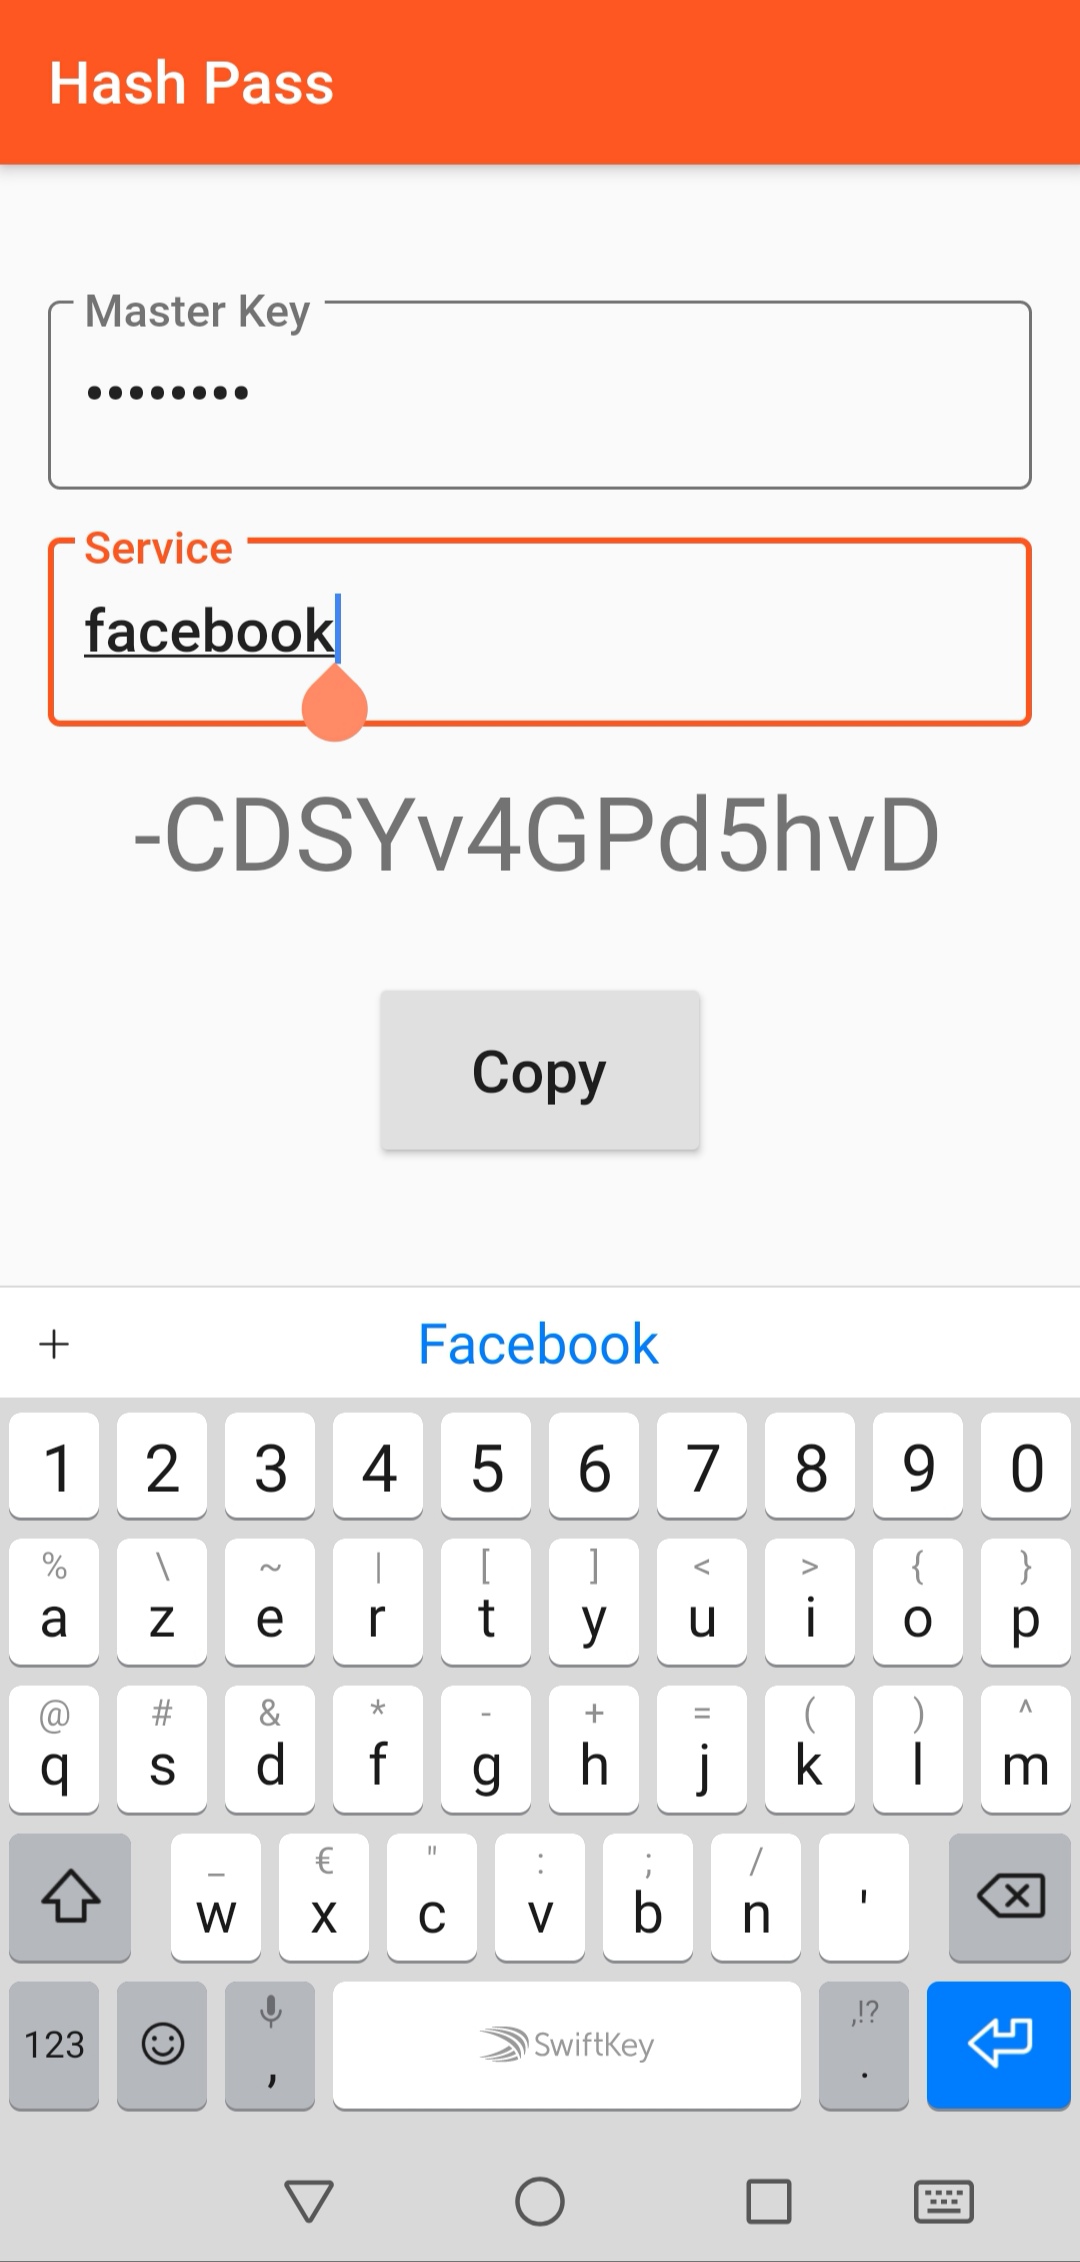 Hash Pass
Master Key
••••••••
Service
facebook
-CDSYv4GPd5hvD
Copy
+ Facebook
1 2 3 4 5 6 7 8 9 0
% \ ~ | [ ] < > { }
a z e r t y u i o p
@ # & * - + = ( ) ^
q s d f g h j k l m
_ € " : ; /
w x c v b n '
,!?
123 , SwiftKey .